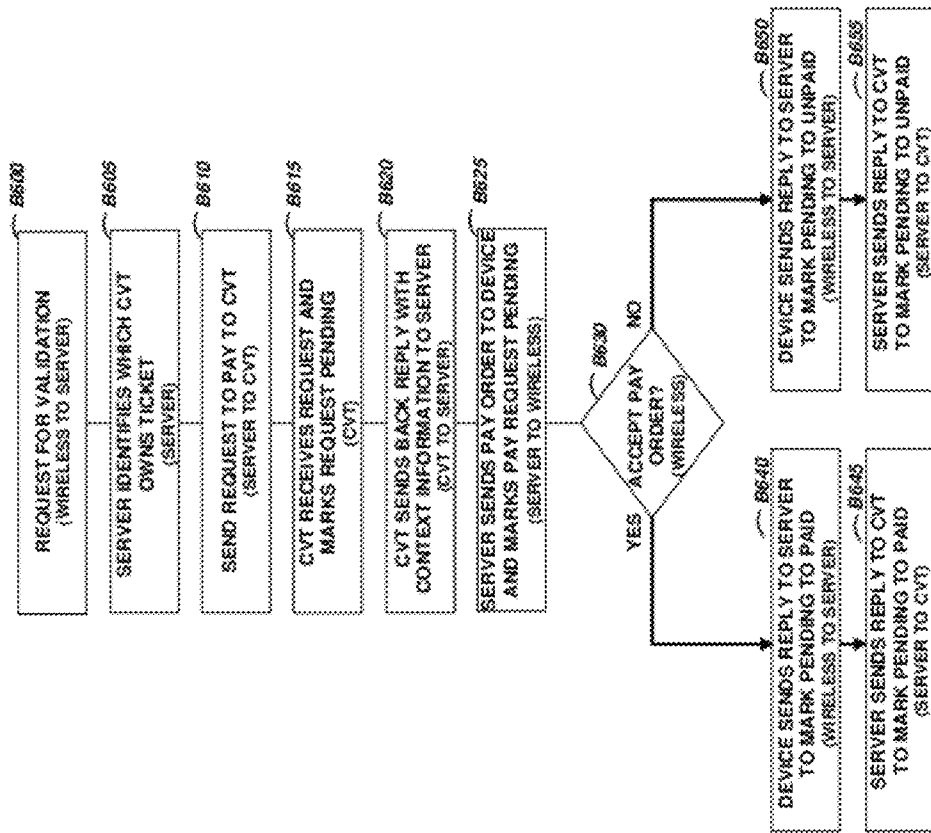 B600
REQUEST FOR VALIDATION
(WIRELESS TO SERVER)
B605
SERVER IDENTIFIES WHICH CVT
OWNS TICKET
(SERVER)
B610
SEND REQUEST TO PAY TO CVT
(SERVER TO CVT)
B615
CVT RECEIVES REQUEST AND
MARKS REQUEST PENDING
(CVT)
B620
CVT SENDS BACK REPLY WITH
CONTEXT INFORMATION TO SERVER
(CVT TO SERVER)
B625
SERVER SENDS PAY ORDER TO DEVICE
AND MARKS PAY REQUEST PENDING
(SERVER TO WIRELESS)
B630
YES
ACCEPT PAY
ORDER?
(WIRELESS)
NO
B640
DEVICE SENDS REPLY TO SERVER
TO MARK PENDING TO PAID
(WIRELESS TO SERVER)
B645
SERVER SENDS REPLY TO CVT
TO MARK PENDING TO PAID
(SERVER TO CVT)
B650
DEVICE SENDS REPLY TO SERVER
TO MARK PENDING TO UNPAID
(WIRELESS TO SERVER)
B655
SERVER SENDS REPLY TO CVT
TO MARK PENDING TO UNPAID
(SERVER TO CVT)